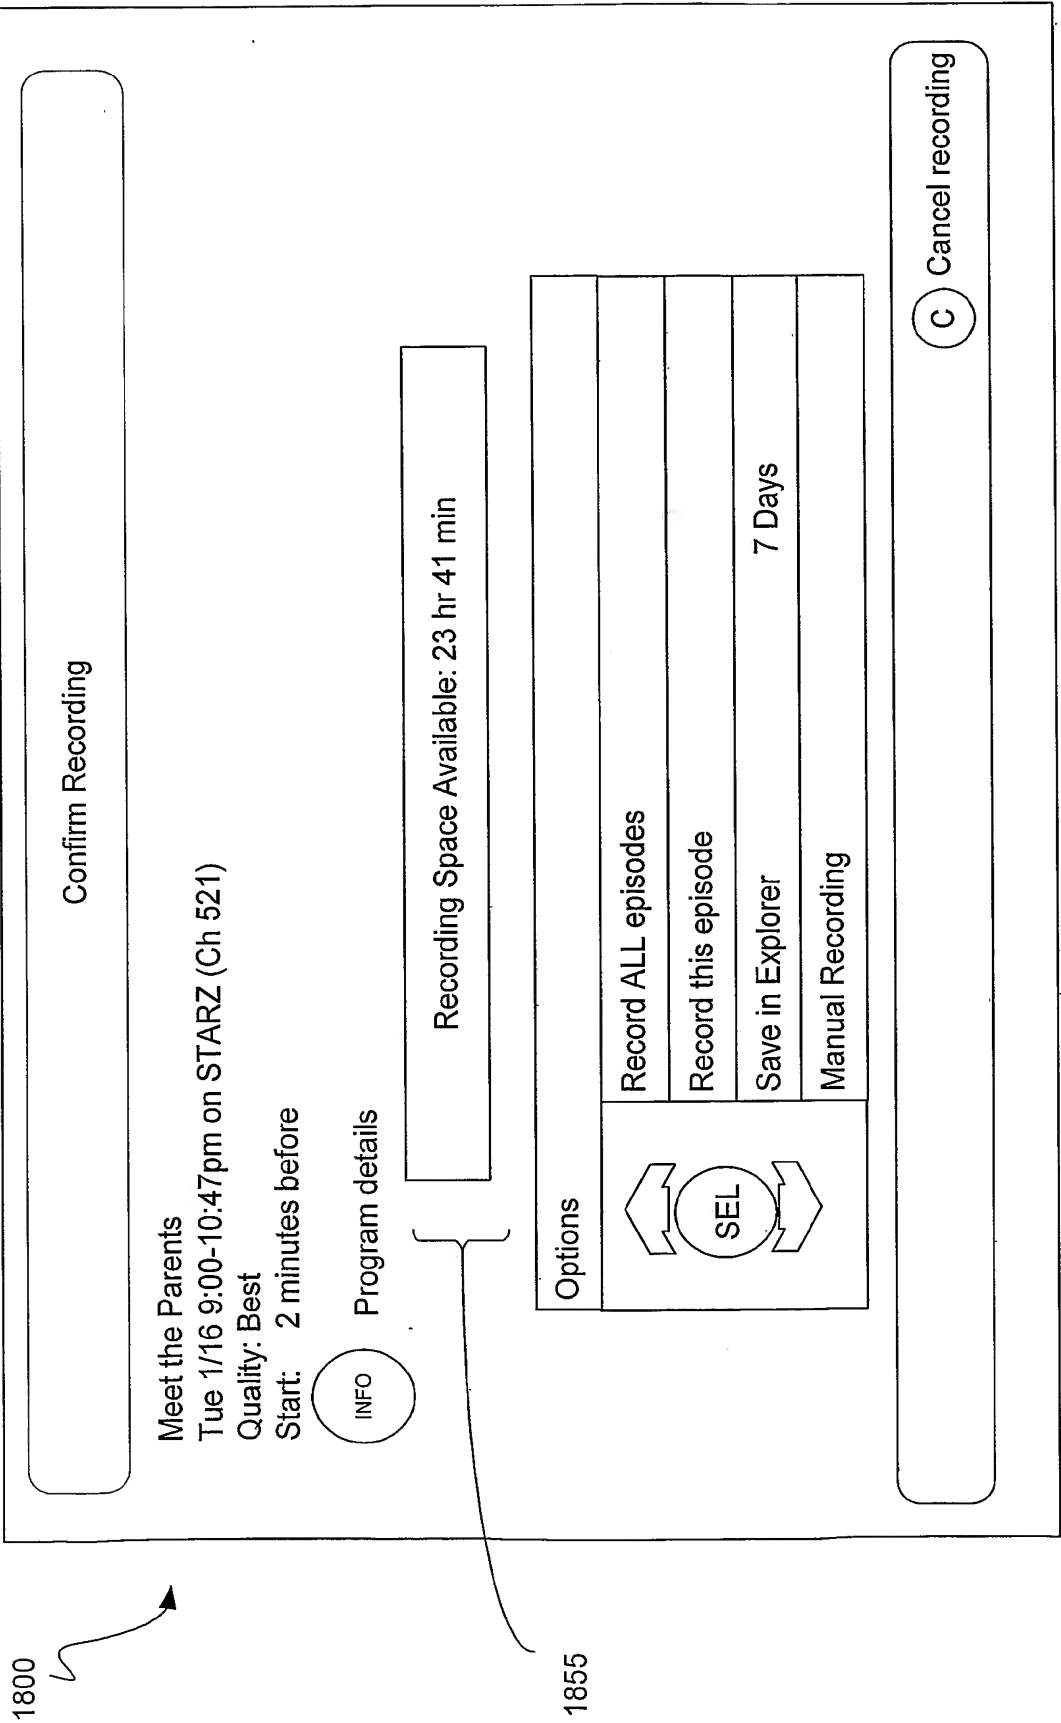 1800
Confirm Recording
Meet the Parents
Tue 1/16 9:00-10:47pm on STARZ (Ch 521)
Quality: Best
Start: 2 minutes before
INFO Program details
1855
Recording Space Available: 23 hr 41 min
Options
SEL
Record ALL episodes
Record this episode
Save in Explorer 7 Days
Manual Recording
C Cancel recording